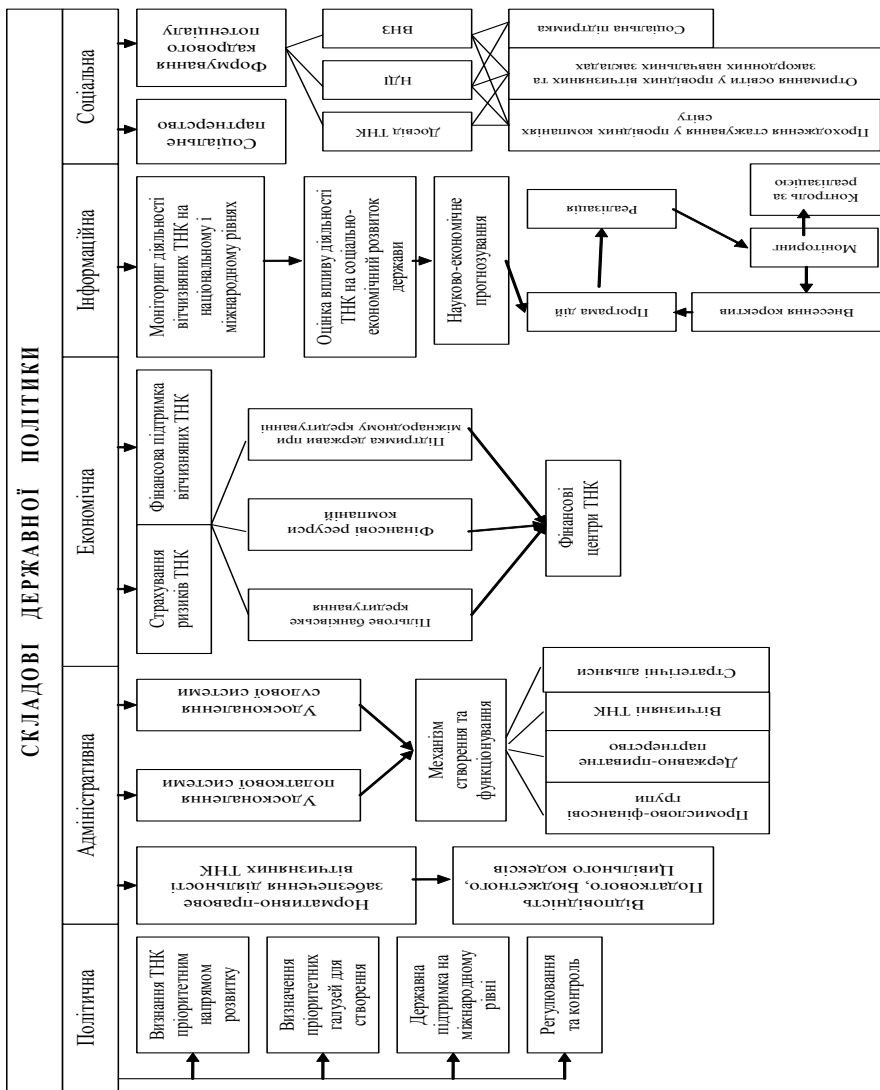 СКЛАДОВІ ДЕРЖАВНОЇ ПОЛІТИКИ
Політична
Адміністративна
Економічна
Інформаційна
Соціальна
Визнання ТНК
пріоритетним
напрямом
розвитку
Визначення
пріоритетних
галузей для
створення
Державна
підтримка на
міжнародному
рівні
Регулювання
та контроль
Нормативно-правове
забезпечення діяльності
вітчизняних ТНК
Відповідність
Податкового, Бюджетного,
Цивільного кодексів
Удосконалення
податкової системи
Удосконалення
судової системи
Механізм
створення та
функціонування
Промислово-фінансові
групи
Державно-приватне
партнерство
Вітчизняні ТНК
Стратегічні альянси
Страхування
ризиків ТНК
Фінансова підтримка
вітчизняних ТНК
Пільгове банківське
кредитування
Фінансові ресурси
компаній
Підтримка держави при
міжнародному кредитуванні
Фінансові
центри ТНК
Моніторинг діяльності
вітчизняних ТНК на
національному і
міжнародному рівнях
Оцінка впливу діяльності
ТНК на соціально-
економічний розвиток
держави
Науково-економічне
прогнозування
Програма дій
Реалізація
Моніторинг
Контроль за
реалізацією
Внесення коректив
Соціальне
партнерство
Формування
кадрового
потенціалу
Досвід ТНК
НДІ
ВНЗ
Проходження стажування у провідних компаніях
світу
Отримання освіти у провідних вітчизняних та
закордонних навчальних закладах
Соціальна підтримка